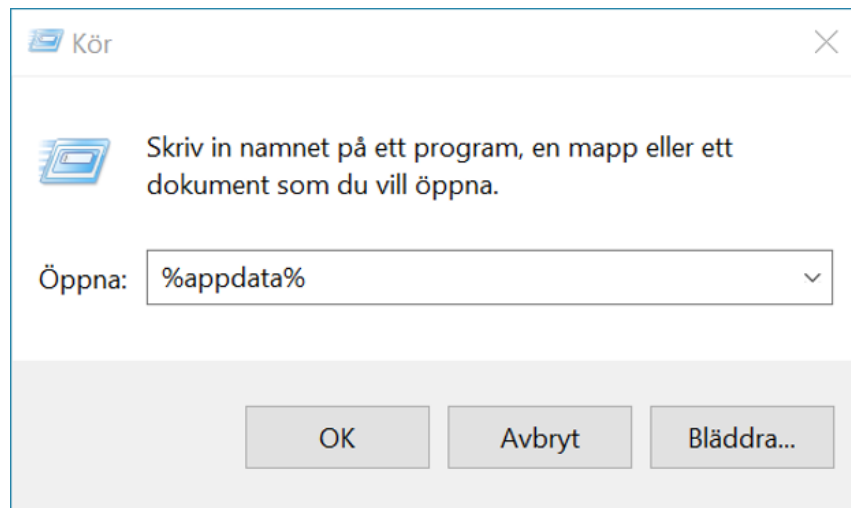 Kör
Skriv in namnet på ett program, en mapp eller ett
dokument som du vill öppna.
Öppna: %appdata%
OK Avbryt Bläddra...